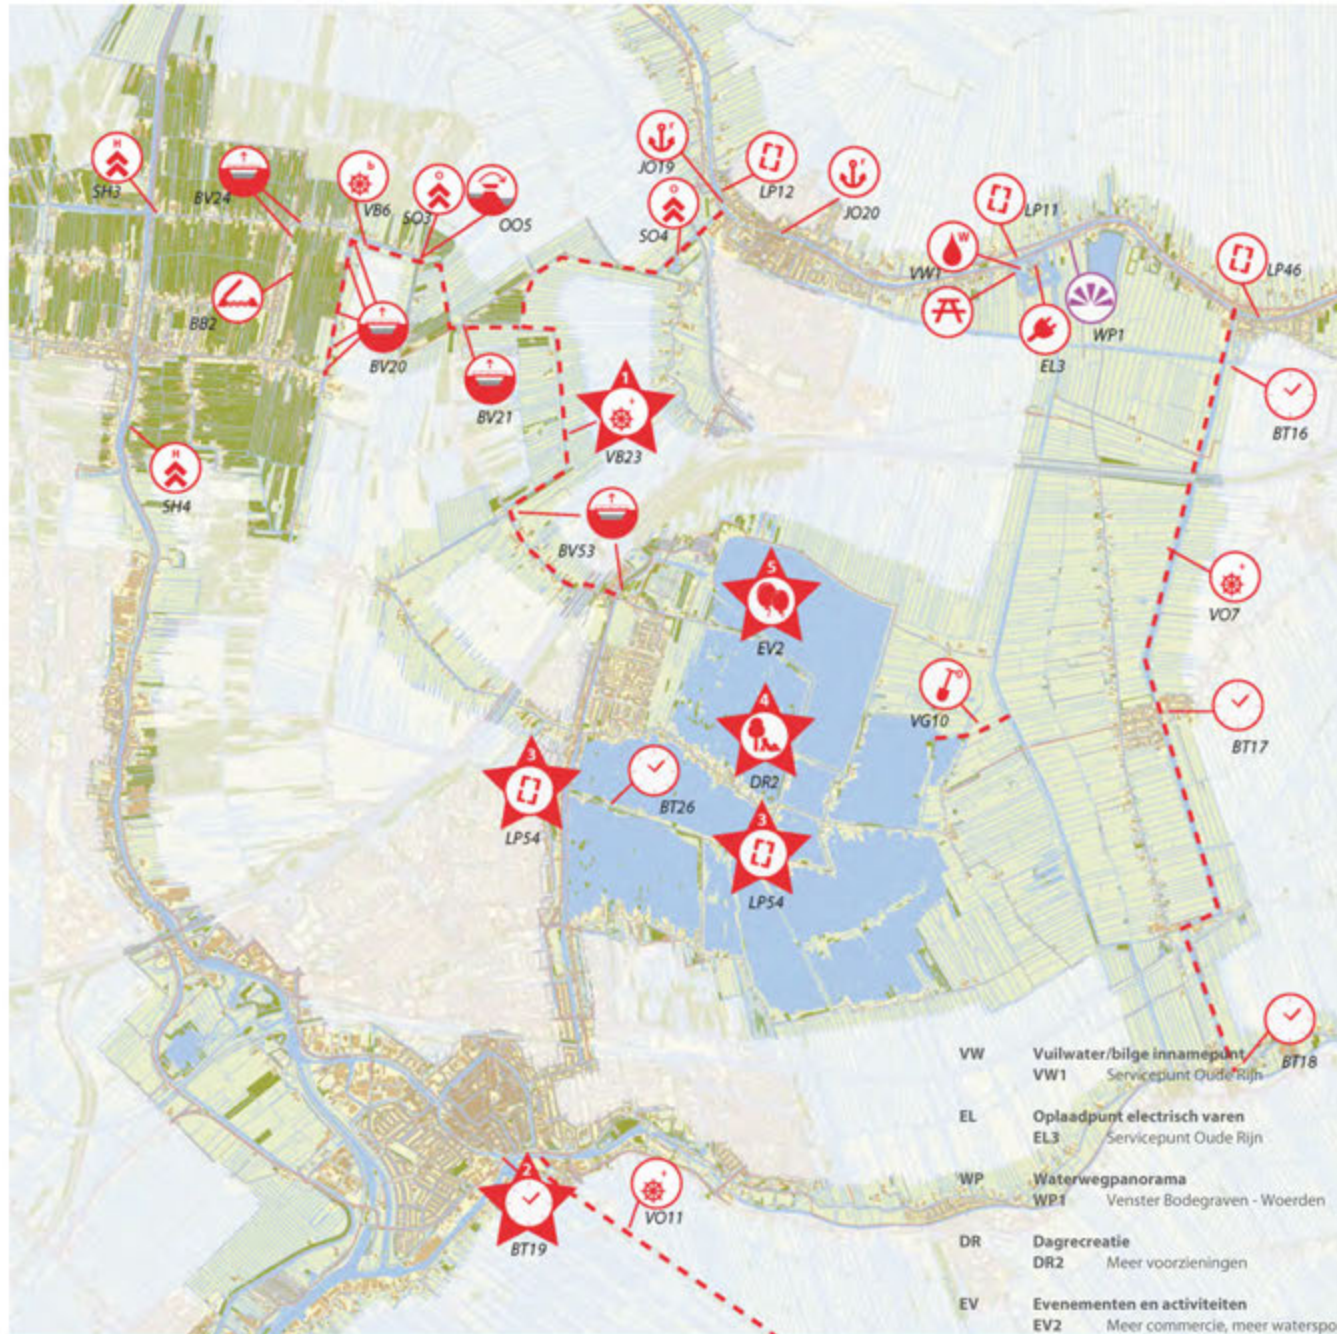 H
SH3
BV24
b
VB6
O
SO3
OO5
r
JO19
LP12
r
JO20
O
SO4
LP11
W
VW1
LP46
BB2
BV20
BV21
EL3
WP1
BT16
1
+
VB23
H
SH4
BV53
5
EV2
+
VO7
VG10
4
DR2
BT17
3
LP54
BT26
3
LP54
BT18
VW Vuilwater/bilge innamepunt
VW1 Servicepunt Oude Rijn
EL Oplaadpunt electrisch varen
EL3 Servicepunt Oude Rijn
WP Waterwegpanorama
WP1 Venster Bodegraven - Woerden
DR Dagrecreatie
DR2 Meer voorzieningen
EV Evenementen en activiteiten
EV2 Meer commercie, meer waterspo
2
BT19
+
VO11